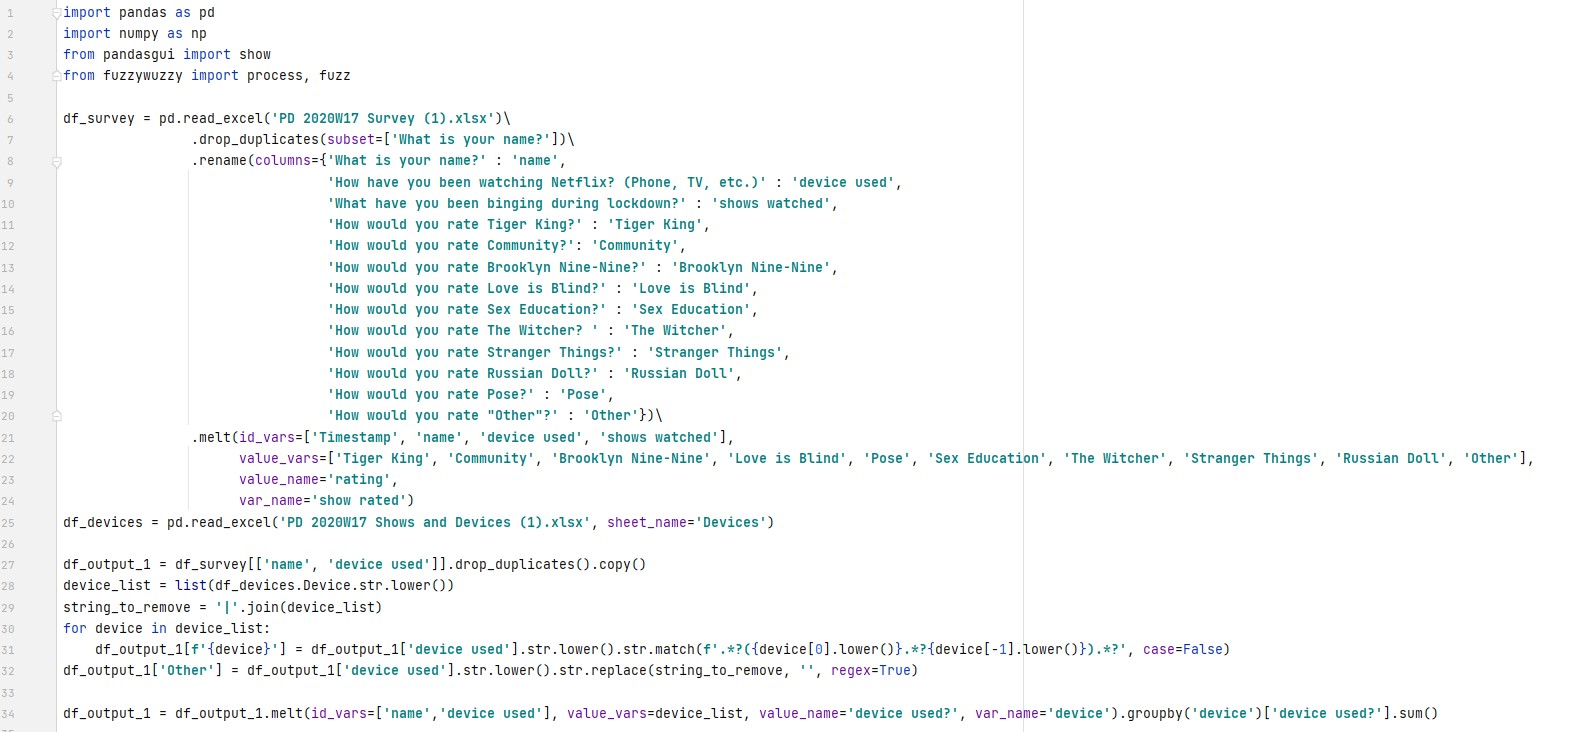 1 import pandas as pd
2 import numpy as np
3 from pandasgui import show
4 from fuzzywuzzy import process, fuzz
5
6 df_survey = pd.read_excel('PD 2020W17 Survey (1).xlsx')\
7                 .drop_duplicates(subset=['What is your name?'])\
8                 .rename(columns={'What is your name?' : 'name',
9                                  'How have you been watching Netflix? (Phone, TV, etc.)' : 'device used',
10                                 'What have you been binging during lockdown?' : 'shows watched',
11                                 'How would you rate Tiger King?' : 'Tiger King',
12                                 'How would you rate Community?': 'Community',
13                                 'How would you rate Brooklyn Nine-Nine?' : 'Brooklyn Nine-Nine',
14                                 'How would you rate Love is Blind?' : 'Love is Blind',
15                                 'How would you rate Sex Education?' : 'Sex Education',
16                                 'How would you rate The Witcher? ' : 'The Witcher',
17                                 'How would you rate Stranger Things?' : 'Stranger Things',
18                                 'How would you rate Russian Doll?' : 'Russian Doll',
19                                 'How would you rate Pose?' : 'Pose',
20                                 'How would you rate "Other"?' : 'Other'})\
21                .melt(id_vars=['Timestamp', 'name', 'device used', 'shows watched'],
22                      value_vars=['Tiger King', 'Community', 'Brooklyn Nine-Nine', 'Love is Blind', 'Pose', 'Sex Education', 'The Witcher', 'Stranger Things', 'Russian Doll', 'Other'],
23                      value_name='rating',
24                      var_name='show rated')
25 df_devices = pd.read_excel('PD 2020W17 Shows and Devices (1).xlsx', sheet_name='Devices')
26
27 df_output_1 = df_survey[['name', 'device used']].drop_duplicates().copy()
28 device_list = list(df_devices.Device.str.lower())
29 string_to_remove = '|'.join(device_list)
30 for device in device_list:
31     df_output_1[f'{device}'] = df_output_1['device used'].str.lower().str.match(f'.*?({device[0].lower()}.*?{device[-1].lower()}).*?', case=False)
32 df_output_1['Other'] = df_output_1['device used'].str.lower().str.replace(string_to_remove, '', regex=True)
33
34 df_output_1 = df_output_1.melt(id_vars=['name','device used'], value_vars=device_list, value_name='device used?', var_name='device').groupby('device')['device used?'].sum()